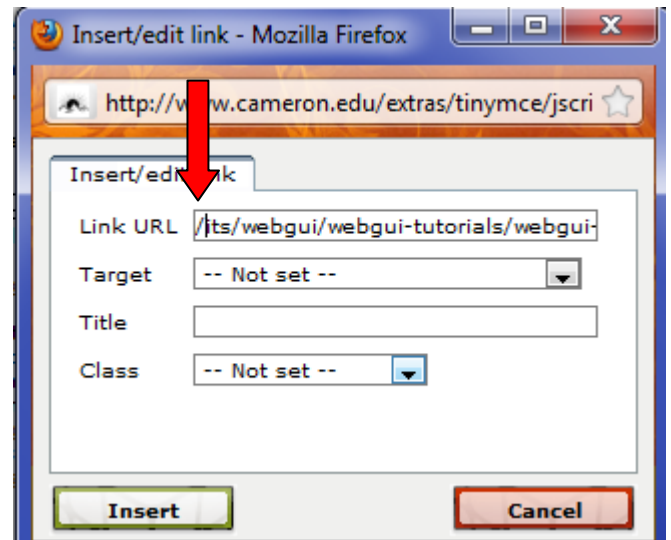 Insert/edit link - Mozilla Firefox
http://www.cameron.edu/extras/tinymce/jscri
Insert/edit link
Link URL /its/webgui/webgui-tutorials/webgui-
Target -- Not set --
Title
Class -- Not set --
Insert Cancel